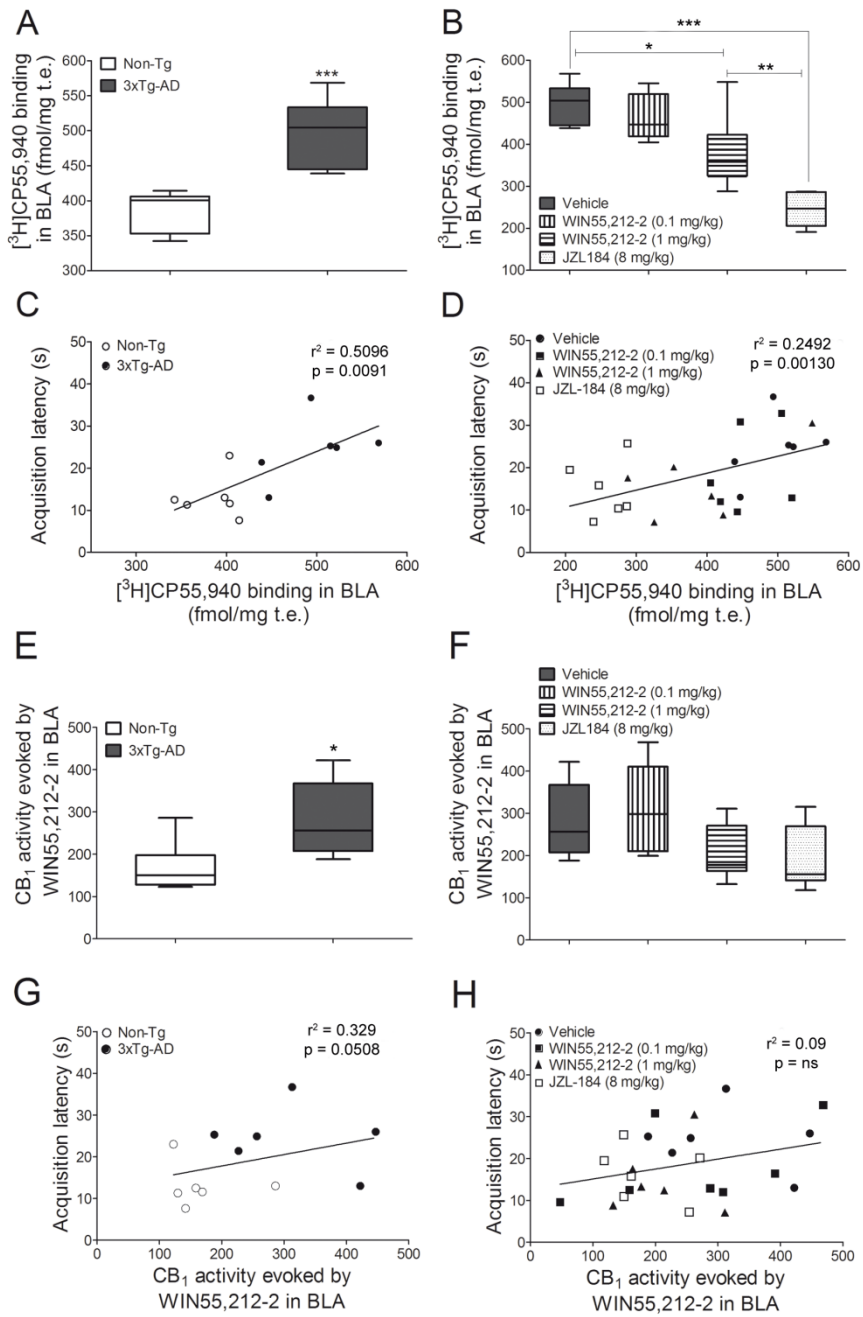 A
[³H]CP55,940 binding
in BLA (fmol/mg t.e.)
600
550
500
450
400
350
300
Non-Tg
3xTg-AD
***
B
[³H]CP55,940 binding
in BLA (fmol/mg t.e.)
600
500
400
300
200
100
***
*
**
Vehicle
WIN55,212-2 (0.1 mg/kg)
WIN55,212-2 (1 mg/kg)
JZL184 (8 mg/kg)
C
Acquisition latency (s)
50
40
30
20
10
0
Non-Tg
3xTg-AD
r² = 0.5096
p = 0.0091
300 400 500 600
[³H]CP55,940 binding in BLA
(fmol/mg t.e.)
D
Acquisition latency (s)
50
40
30
20
10
0
Vehicle
WIN55,212-2 (0.1 mg/kg)
WIN55,212-2 (1 mg/kg)
JZL-184 (8 mg/kg)
r² = 0.2492
p = 0.00130
200 300 400 500 600
[³H]CP55,940 binding in BLA
(fmol/mg t.e.)
E
CB₁ activity evoked by
WIN55,212-2 in BLA
500
400
300
200
100
0
Non-Tg
3xTg-AD
*
F
CB₁ activity evoked by
WIN55,212-2 in BLA
Vehicle
WIN55,212-2 (0.1 mg/kg)
WIN55,212-2 (1 mg/kg)
JZL184 (8 mg/kg)
500
400
300
200
100
0
G
Acquisition latency (s)
50
40
30
20
10
0
Non-Tg
3xTg-AD
r² = 0.329
p = 0.0508
0 100 200 300 400 500
CB₁ activity evoked by
WIN55,212-2 in BLA
H
Acquisition latency (s)
50
40
30
20
10
0
Vehicle
WIN55,212-2 (0.1 mg/kg)
WIN55,212-2 (1 mg/kg)
JZL-184 (8 mg/kg)
r² = 0.09
p = ns
0 100 200 300 400 500
CB₁ activity evoked by
WIN55,212-2 in BLA